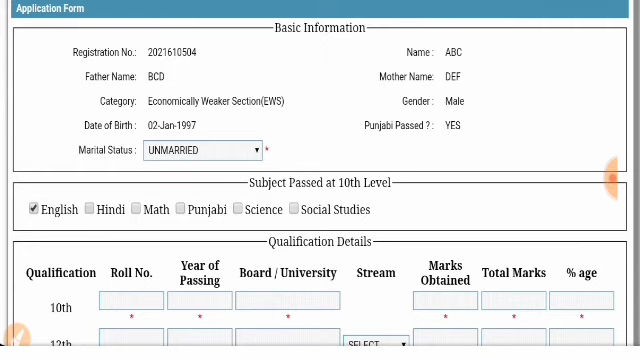 Application Form
Basic Information
Registration No.: 2021610504 Name : ABC
Father Name: BCD Mother Name: DEF
Category: Economically Weaker Section(EWS) Gender : Male
Date of Birth : 02-Jan-1997 Punjabi Passed ? : YES
Marital Status : UNMARRIED *
Subject Passed at 10th Level
English Hindi Math Punjabi Science Social Studies
Qualification Details
Qualification Roll No. Year of Passing Board / University Stream Marks Obtained Total Marks % age
10th
* * * * * *
12th SELECT